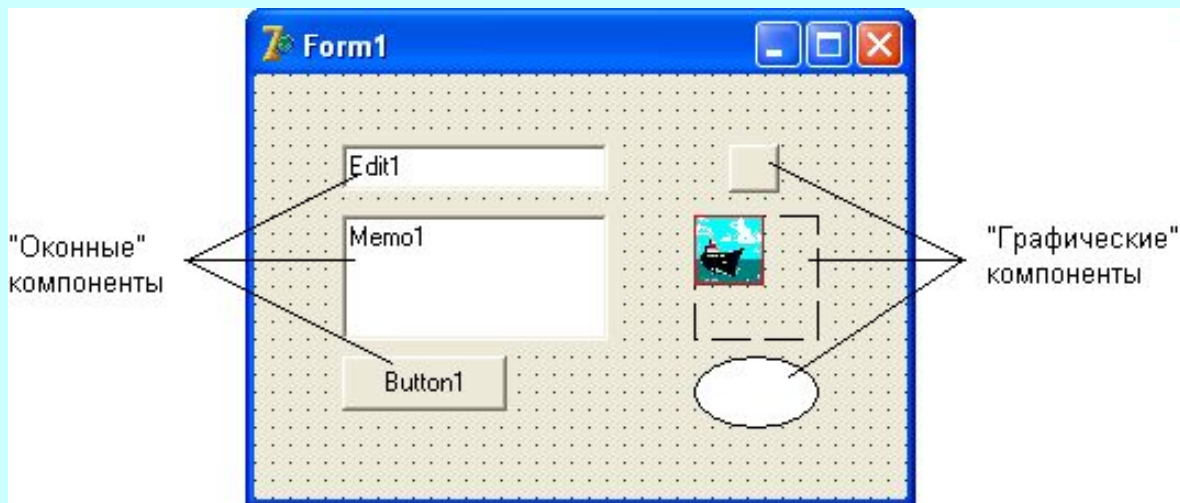 Form1
Edit1
Memo1
Button1
"Оконные"
компоненты
"Графические"
компоненты